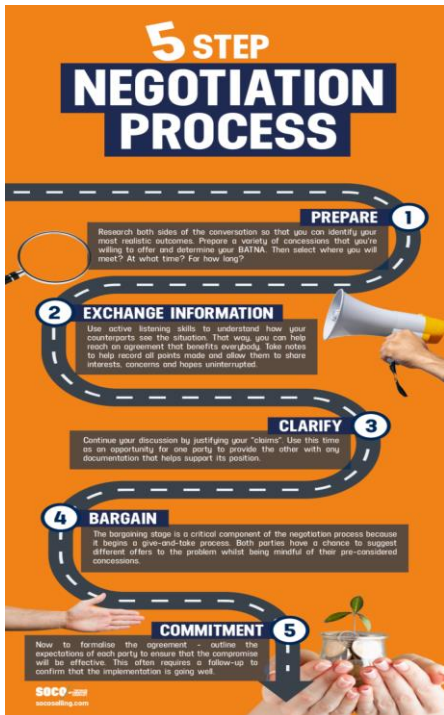 5 STEP
NEGOTIATION
PROCESS
PREPARE 1
Research both sides of the conversation so that you can identify your
most realistic outcomes. Prepare a variety of concessions that you're
willing to offer and determine your BATNA. Then select where you will
meet? At what time? For how long?
2 EXCHANGE INFORMATION
Use active listening skills to understand how your
counterparts see the situation. That way, you can help
reach an agreement that benefits everybody. Take notes
to help record all points made and allow them to share
interests, concerns and hopes uninterrupted.
CLARIFY 3
Continue your discussion by justifying your "claims". Use this time
as an opportunity for one party to provide the other with any
documentation that helps support its position.
4 BARGAIN
The bargaining stage is a critical component of the negotiation process because
it begins a give-and-take process. Both parties have a chance to suggest
different offers to the problem whilst being mindful of their pre-considered
concessions.
COMMITMENT 5
Now to formalise the agreement - outline the
expectations of each party to ensure that the compromise
will be effective. This often requires a follow-up to
confirm that the implementation is going well.
SOCO
socoselling.com